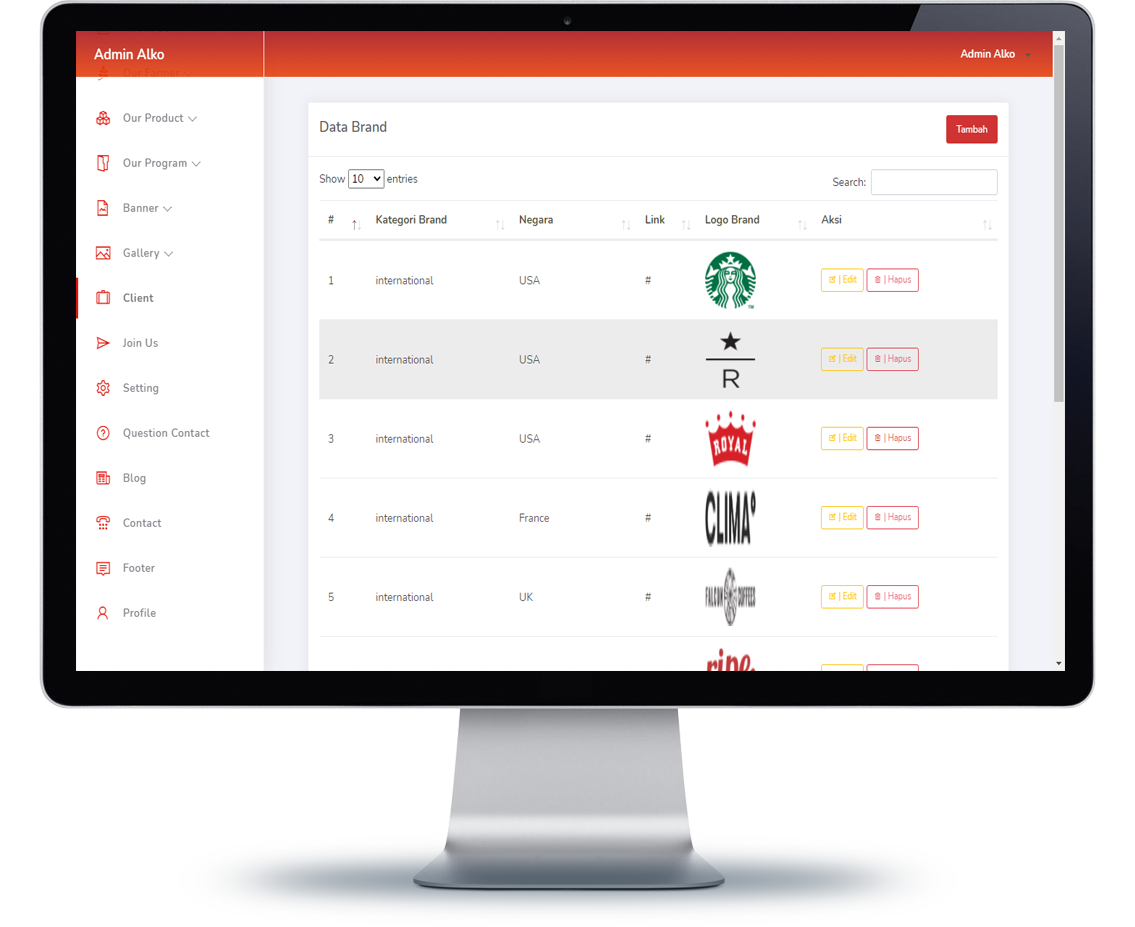 Admin Alko
Admin Alko
Our Farmer
Our Product
Our Program
Banner
Gallery
Client
Join Us
Setting
Question Contact
Blog
Contact
Footer
Profile
Data Brand
Tambah
Show 10 entries
Search:
# Kategori Brand Negara Link Logo Brand Aksi
1 international USA # | Edit | Hapus
2 international USA # R | Edit | Hapus
3 international USA # ROYAL | Edit | Hapus
4 international France # CLIMA° | Edit | Hapus
5 international UK # FALCON COFFEES | Edit | Hapus
ripe